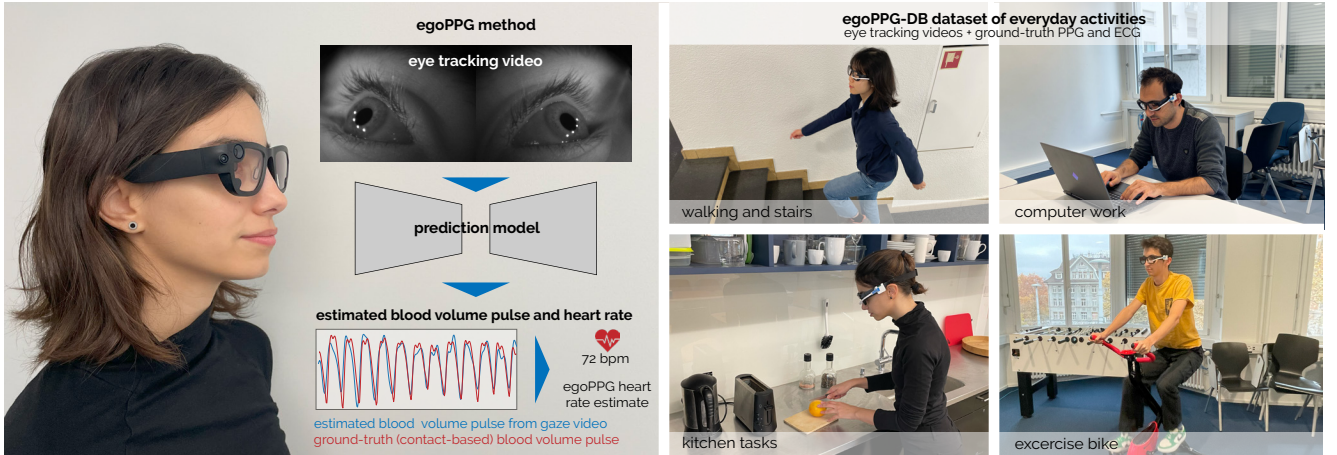 egoPPG method
eye tracking video
prediction model
estimated blood volume pulse and heart rate
72 bpm
egoPPG heart
rate estimate
estimated blood volume pulse from gaze video
ground-truth (contact-based) blood volume pulse
egoPPG-DB dataset of everyday activities
eye tracking videos + ground-truth PPG and ECG
walking and stairs
computer work
kitchen tasks
excercise bike